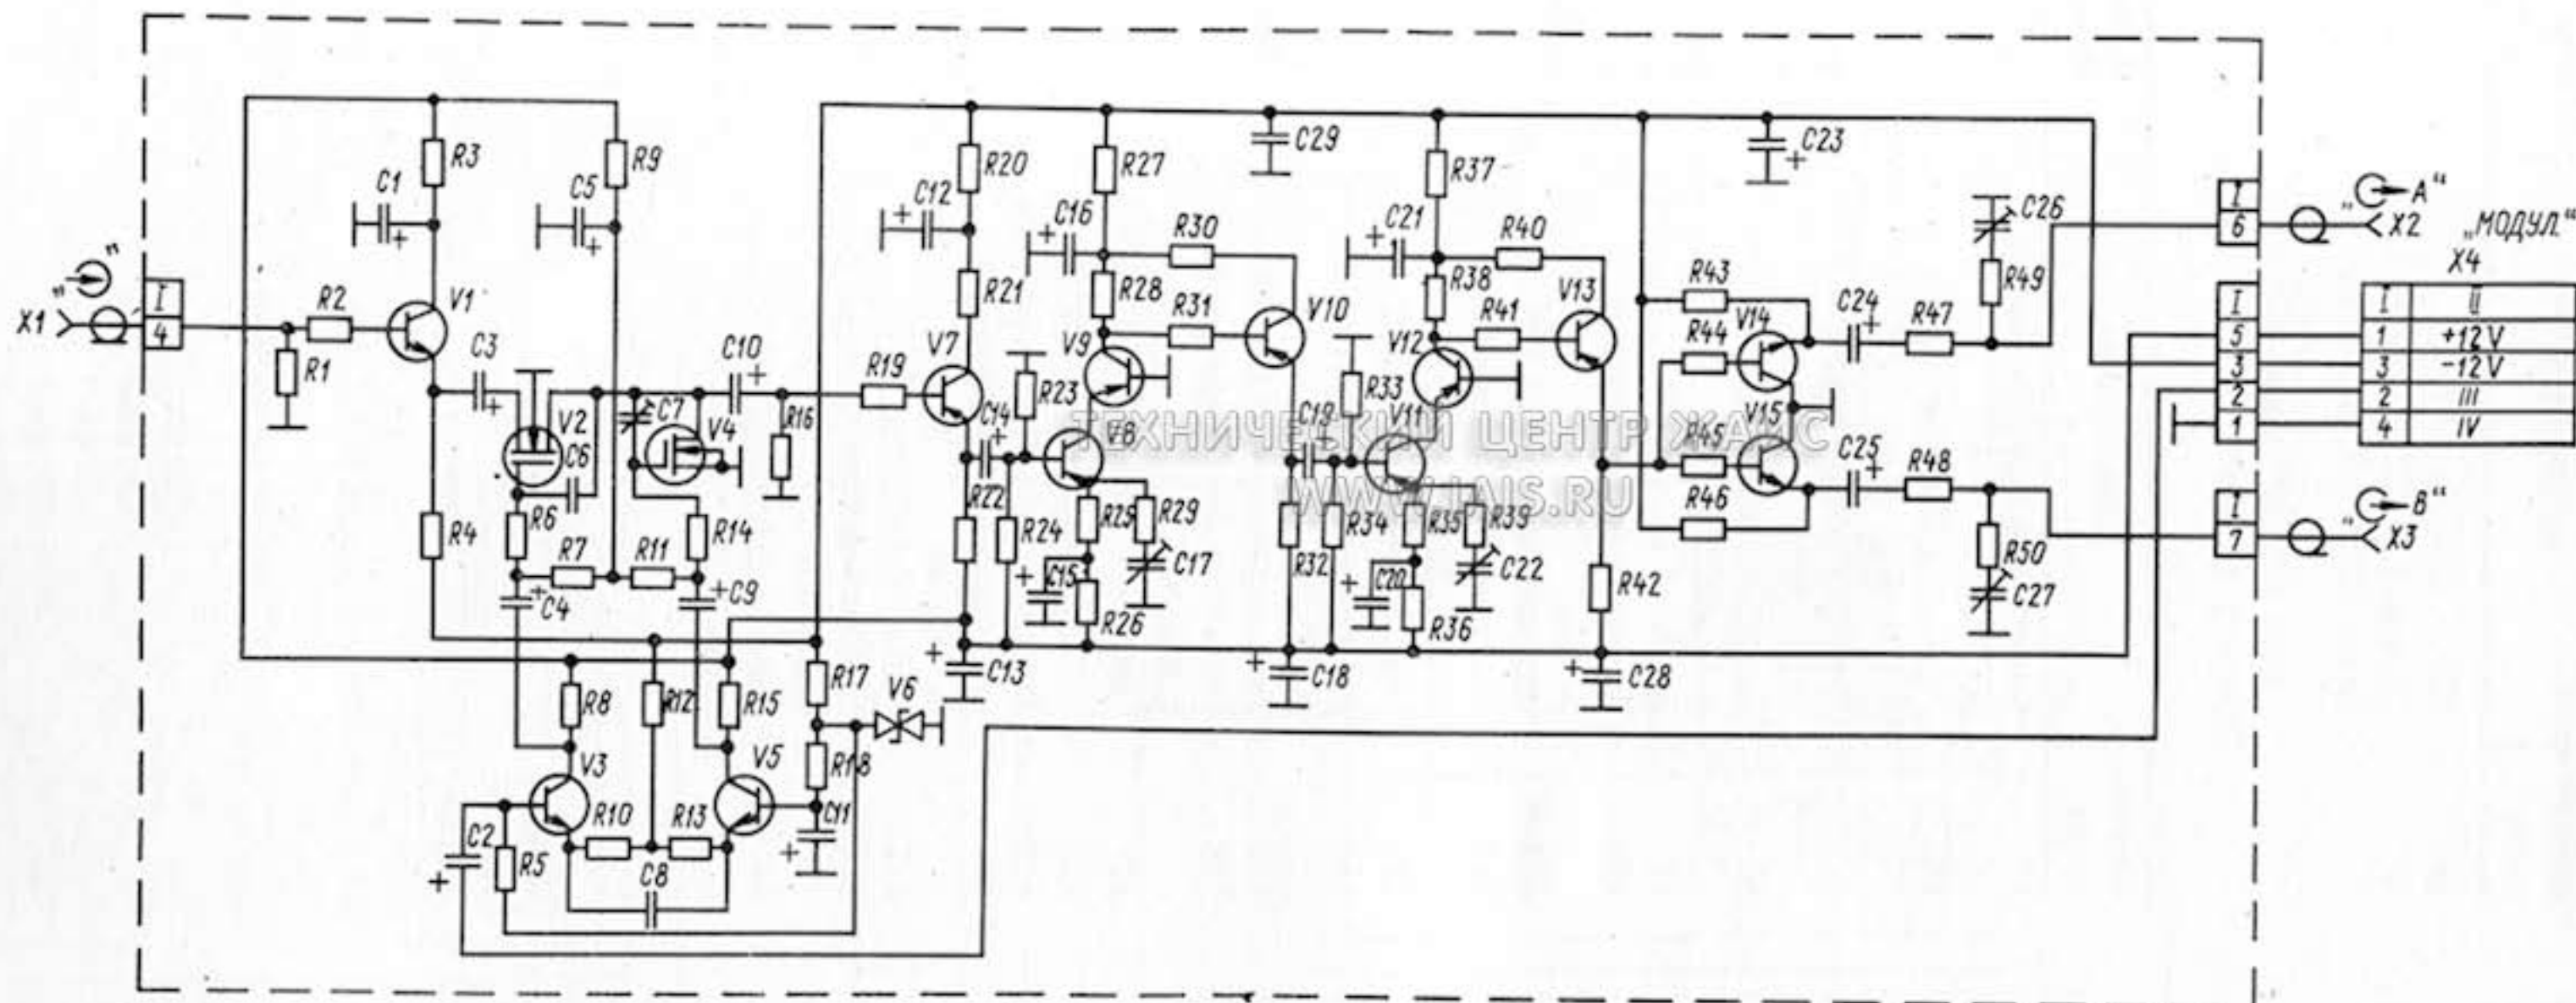 C29
C23
R3
R9
R20
R27
R37
C1
C5
C12
C16
R30
C21
R40
C26
„ A“
X2
„МОДУЛ.“
X4
I
6
R21
R28
R31
V10
R38
R41
V13
R43
V14
C24
R47
R49
I
II
X1
I
4
R2
V1
R44
5
1
+12V
3
3
-12V
2
2
III
1
4
IV
R1
C3
C10
R19
V7
V9
V12
V2
C7
V4
R16
C14
R23
V8
C19
R33
V11
V15
R45
C25
R48
„ B“
X3
I
7
ТЕХНИЧЕСКИЙ ЦЕНТР ЖАИС
WWW.JAIS.RU
C6
R4
R6
R7
R11
R14
R22
R24
R25
R29
R34
R35
R39
R46
R50
C4
C9
C15
C17
R32
C20
C22
R42
C27
R26
R36
R8
R12
R15
R17
V6
C13
C18
C28
V3
V5
R18
C2
R5
R10
R13
C11
C8